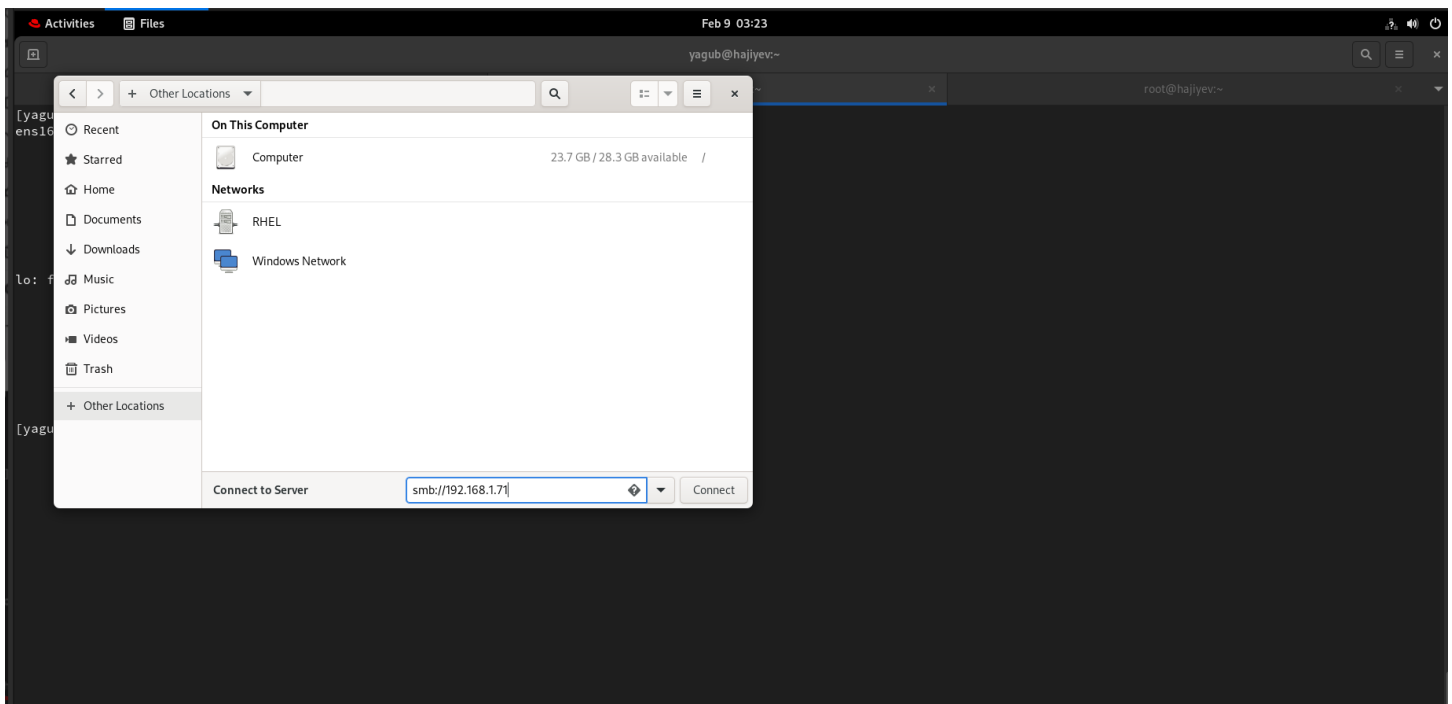 Activities Files Feb 9 03:23
yagub@hajiyev:~
Other Locations
~ root@hajiyev:~
[yagu
ens16
Recent
Starred
Home
Documents
Downloads
lo: f
Music
Pictures
Videos
Trash
Other Locations
[yagu
On This Computer
Computer 23.7 GB / 28.3 GB available /
Networks
RHEL
Windows Network
Connect to Server smb://192.168.1.71 Connect